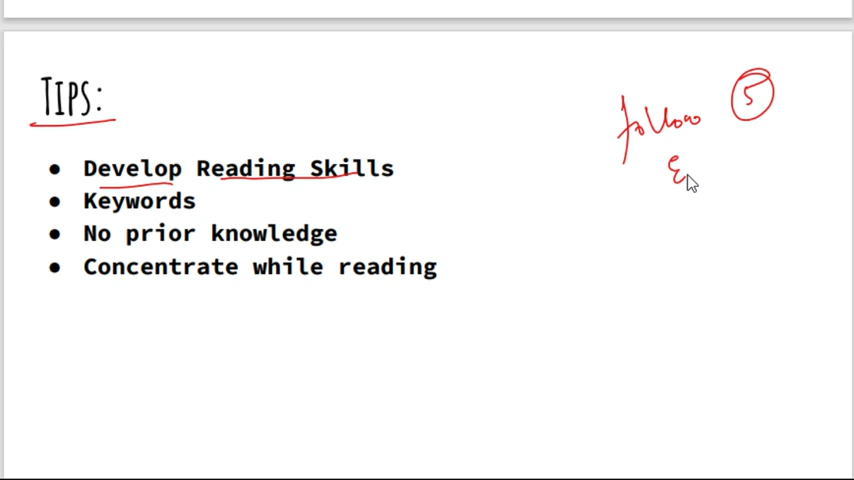 TIPS:
follow 5
● Develop Reading Skills
● Keywords
● No prior knowledge
● Concentrate while reading